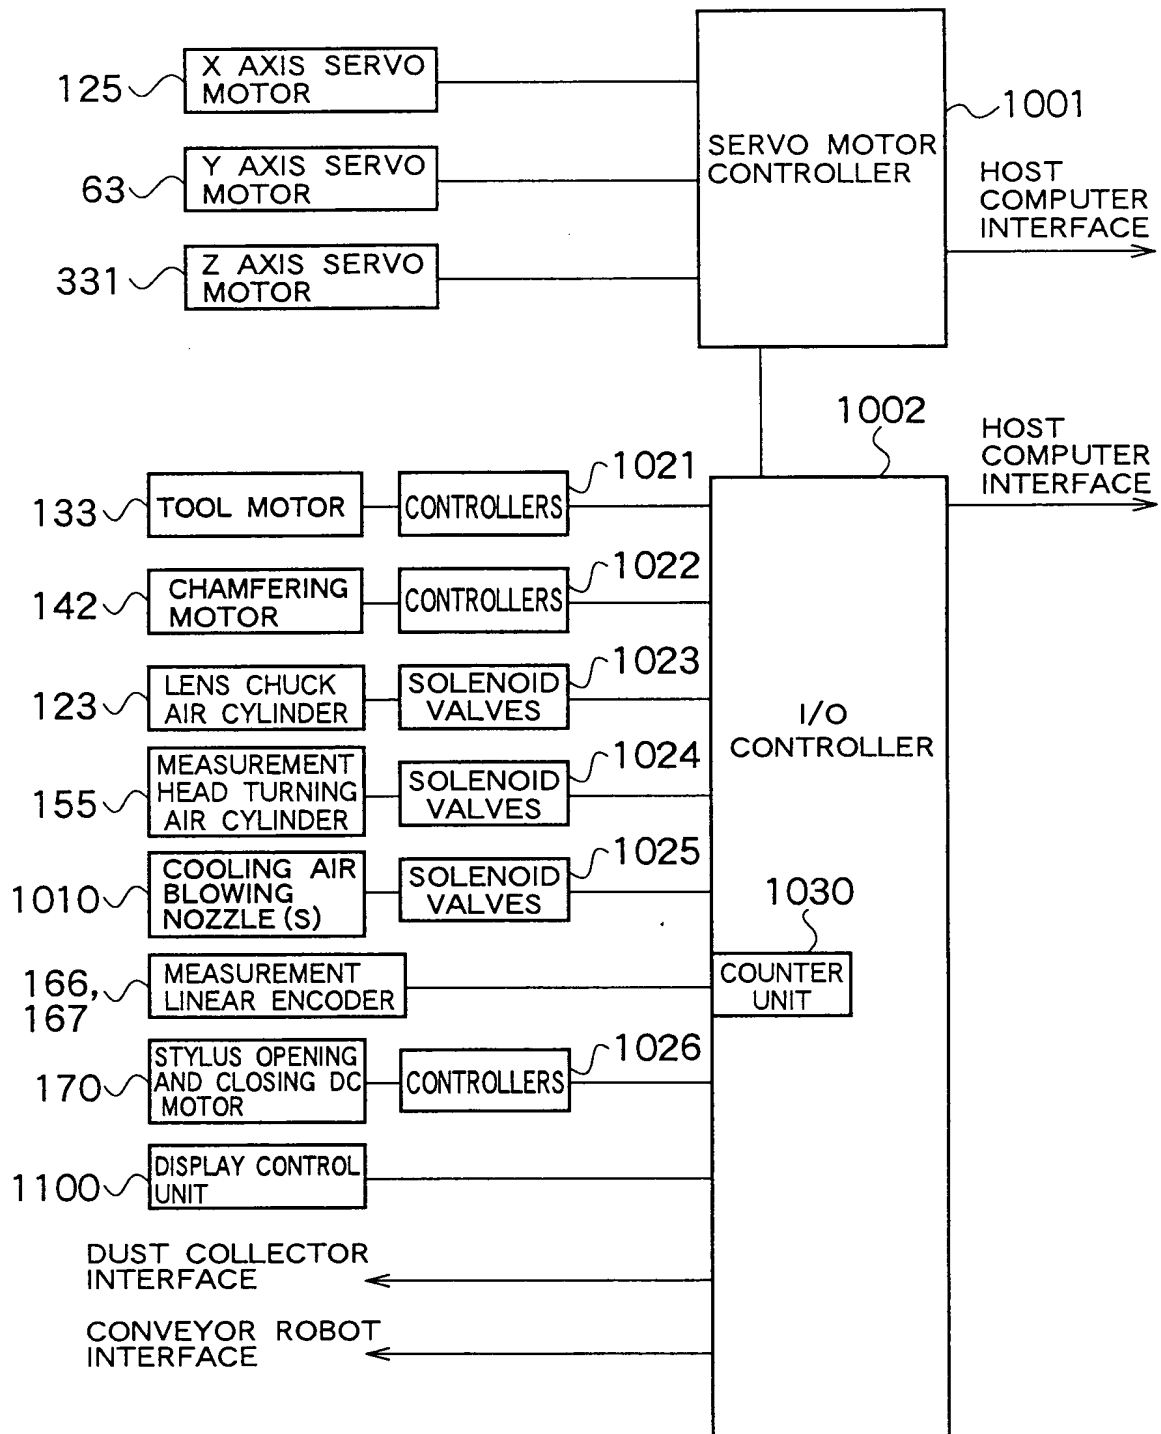 125
X AXIS SERVO
MOTOR
63
Y AXIS SERVO
MOTOR
331
Z AXIS SERVO
MOTOR
SERVO MOTOR
CONTROLLER
1001
HOST
COMPUTER
INTERFACE
1002
HOST
COMPUTER
INTERFACE
133
TOOL MOTOR
CONTROLLERS
1021
142
CHAMFERING
MOTOR
CONTROLLERS
1022
123
LENS CHUCK
AIR CYLINDER
SOLENOID
VALVES
1023
I/O
CONTROLLER
155
MEASUREMENT
HEAD TURNING
AIR CYLINDER
SOLENOID
VALVES
1024
1010
COOLING AIR
BLOWING
NOZZLE (S)
SOLENOID
VALVES
1025
1030
166,
167
MEASUREMENT
LINEAR ENCODER
COUNTER
UNIT
170
STYLUS OPENING
AND CLOSING DC
MOTOR
CONTROLLERS
1026
1100
DISPLAY CONTROL
UNIT
DUST COLLECTOR
INTERFACE
CONVEYOR ROBOT
INTERFACE